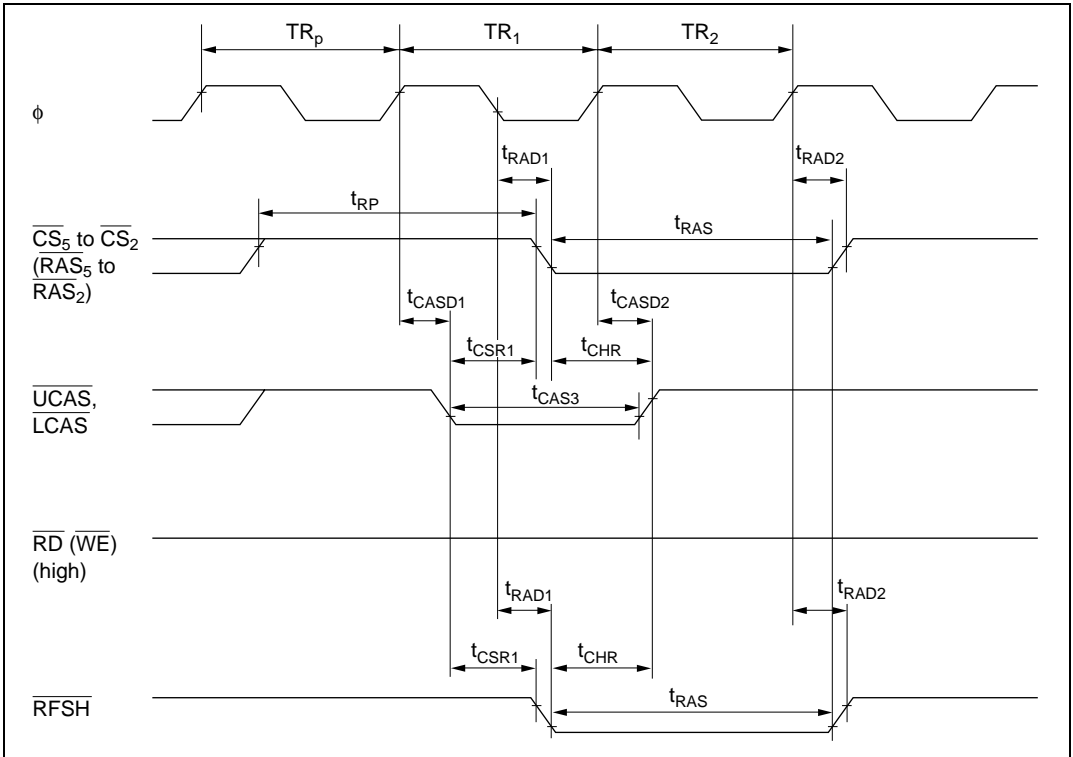 TRp TR1 TR2
ϕ
tRAD1 tRAD2
tRP
CS5 to CS2
(RAS5 to
RAS2)
tRAS
tCASD1 tCASD2
tCSR1 tCHR
UCAS,
LCAS
tCAS3
RD (WE)
(high)
tRAD1 tRAD2
tCSR1 tCHR
RFSH
tRAS